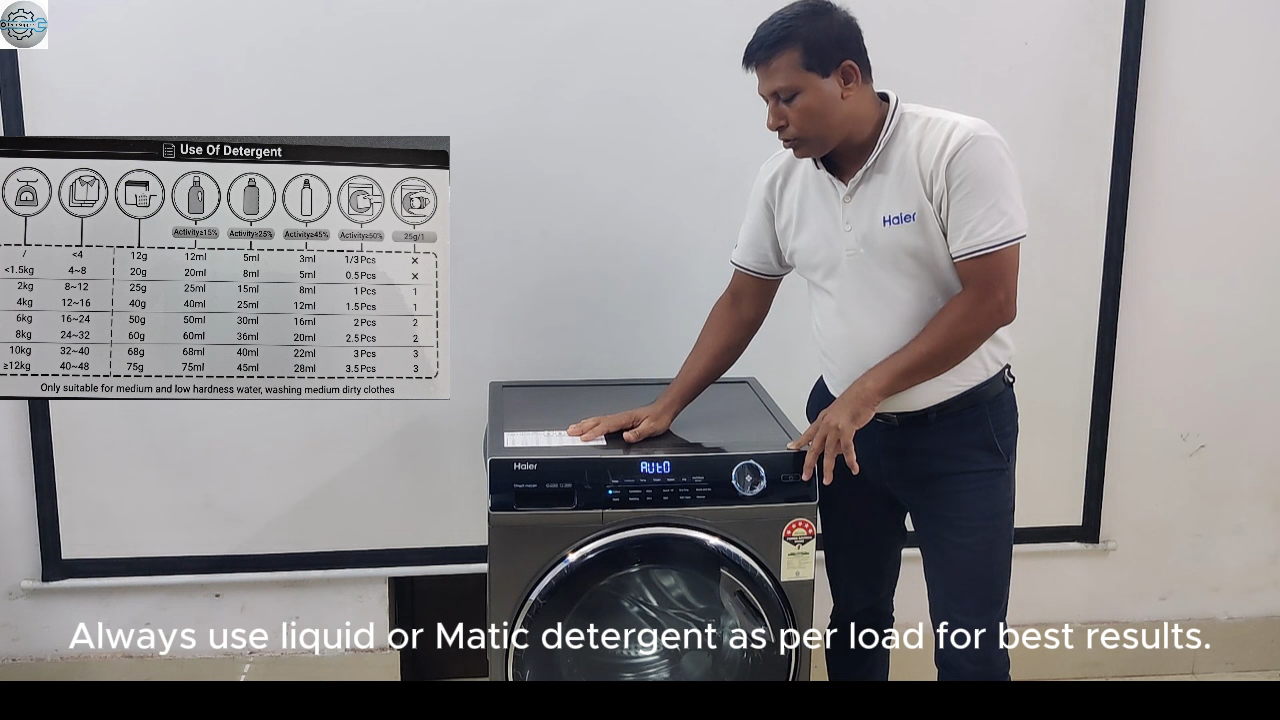 Use Of Detergent
Activity≥15% Activity≥25% Activity≥45% Activity≥50% 25g/1
/ <4 12g 12ml 5ml 3ml 1/3 Pcs ×
<1.5kg 4~8 20g 20ml 8ml 5ml 0.5 Pcs ×
2kg 8~12 25g 25ml 15ml 8ml 1 Pcs 1
4kg 12~16 40g 40ml 25ml 12ml 1.5 Pcs 1
6kg 16~24 50g 50ml 30ml 16ml 2 Pcs 2
8kg 24~32 60g 60ml 36ml 20ml 2.5 Pcs 2
10kg 32~40 68g 68ml 40ml 22ml 3 Pcs 3
≥12kg 40~48 75g 75ml 45ml 28ml 3.5 Pcs 3
Only suitable for medium and low hardness water, washing medium dirty clothes
Haier
Haier
AUtO
Always use liquid or Matic detergent as per load for best results.